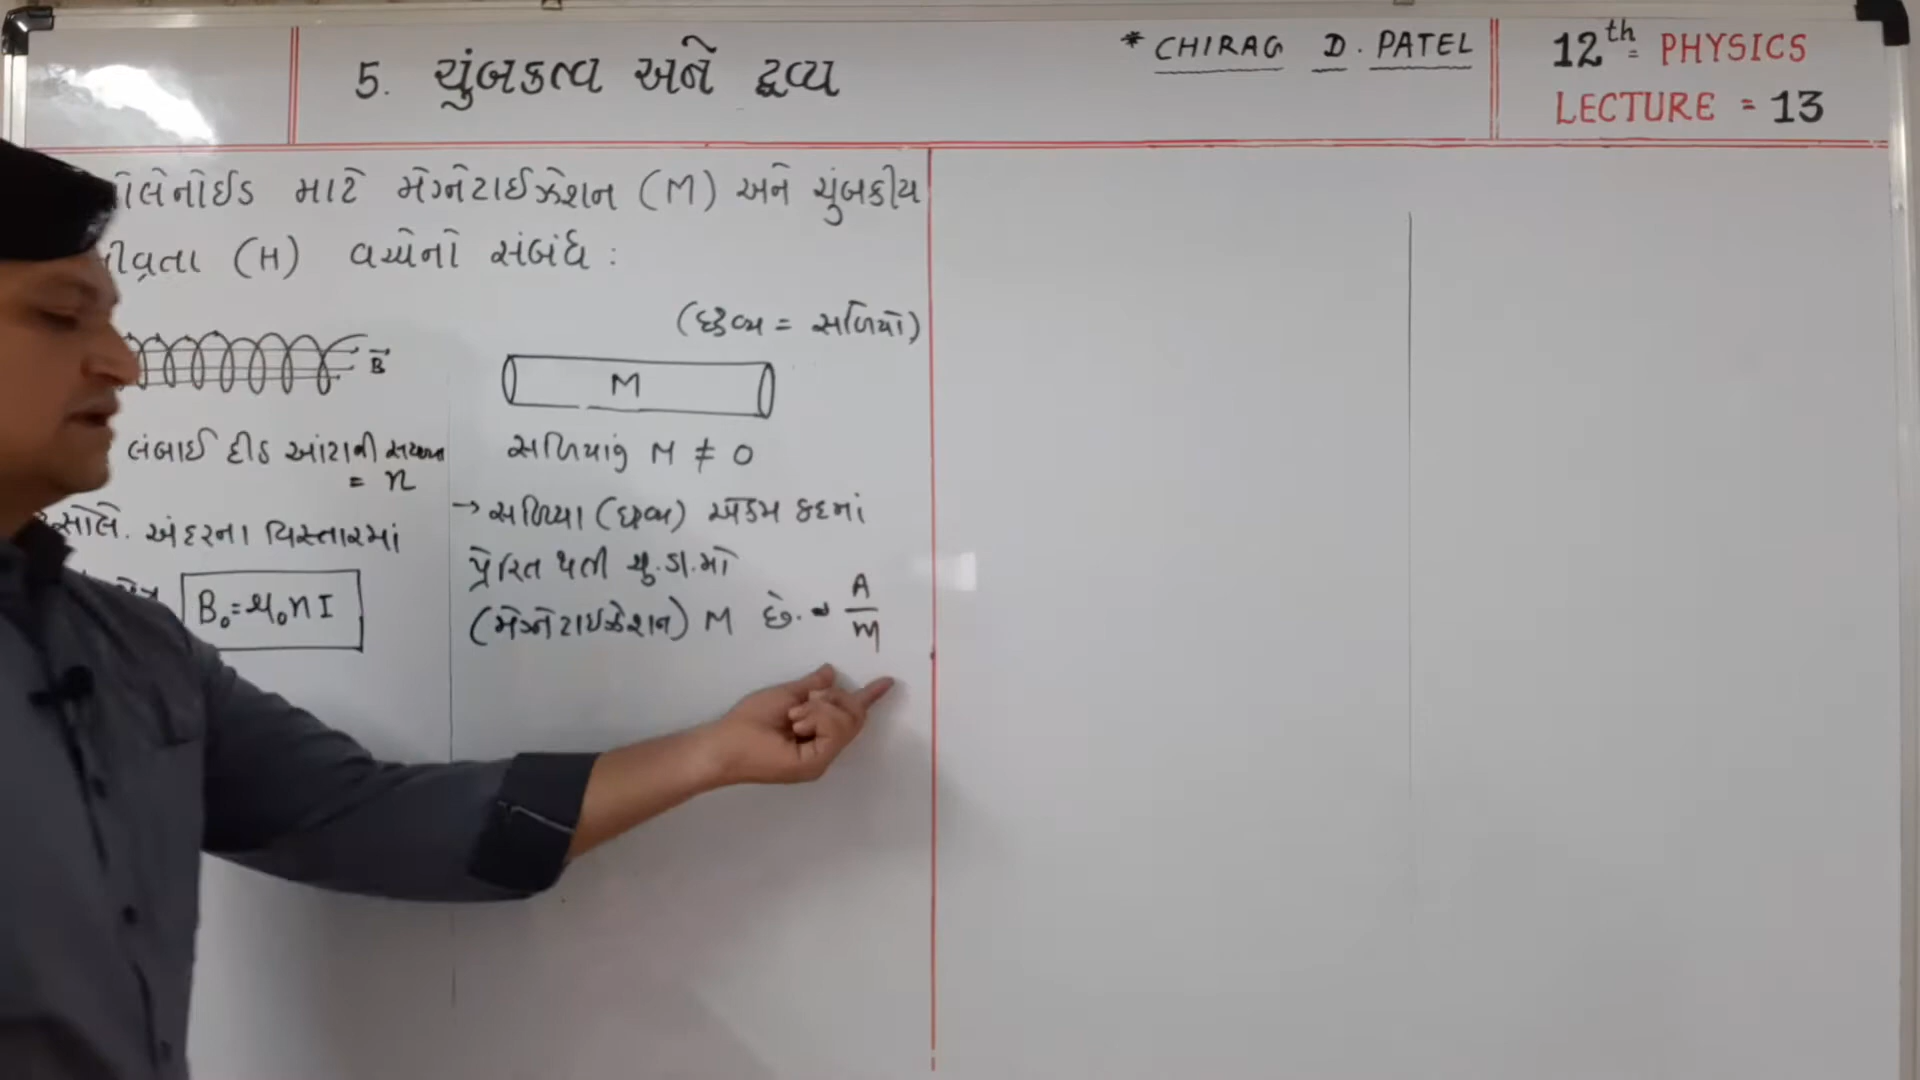 5. ચુંબકત્વ અને દ્રવ્ય
* CHIRAG D. PATEL
12th PHYSICS
LECTURE = 13
ોલેનોઈડ માટે મેગ્નેટાઈઝેશન (M) અને ચુંબકીય
ીવ્રતા (H) વચ્ચેનો સંબંધ :
B
લંબાઈ દીઠ આંટાની
= n
સોલે. અંદરના વિસ્તારમાં
B₀ = μ₀nI
(દ્રવ્ય = સળિયો)
M
સળિયાનું M ≠ 0
→ સળિયા (દ્રવ્ય) એકમ કદમાં
પ્રેરિત થતી ચુ.ડા.મો
(મેગ્નેટાઈઝેશન) M છે. → A/m